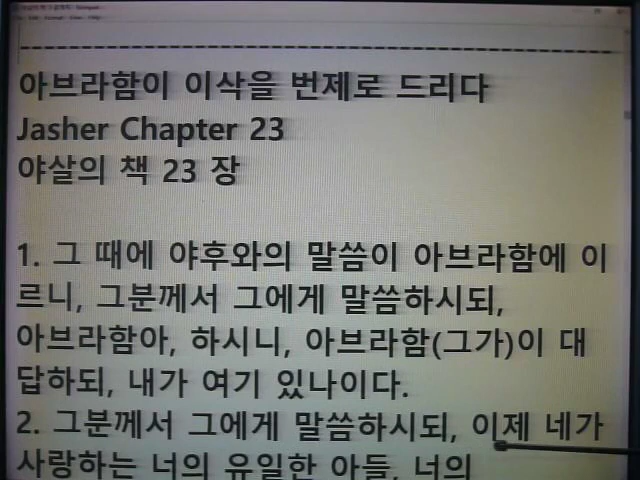 아브라함이 이삭을 번제로 드리다
Jasher Chapter 23
야살의 책 23 장
1. 그 때에 야후와의 말씀이 아브라함에 이
르니, 그분께서 그에게 말씀하시되,
아브라함아, 하시니, 아브라함(그가)이 대
답하되, 내가 여기 있나이다.
2. 그분께서 그에게 말씀하시되, 이제 네가
사랑하는 너의 유일한 아들, 너의